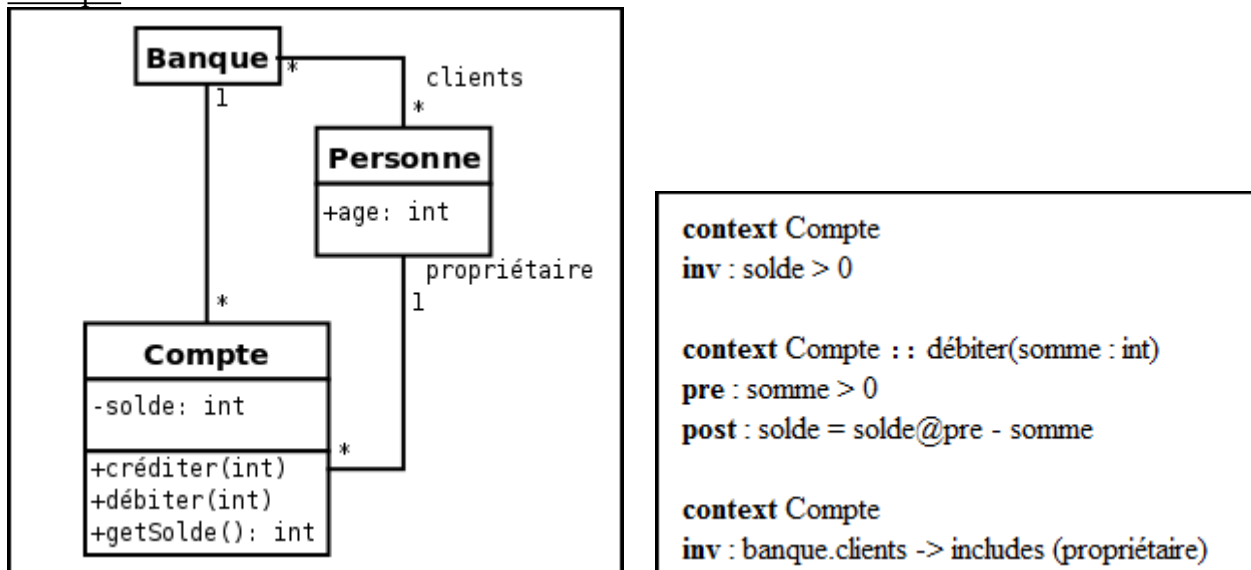 Banque
*
clients
1
*
Personne
+age: int
propriétaire
1
*
Compte
-solde: int
*
+créditer(int)
+débiter(int)
+getSolde(): int
context Compte
inv : solde > 0
context Compte :: débiter(somme : int)
pre : somme > 0
post : solde = solde@pre - somme
context Compte
inv : banque.clients -> includes (propriétaire)